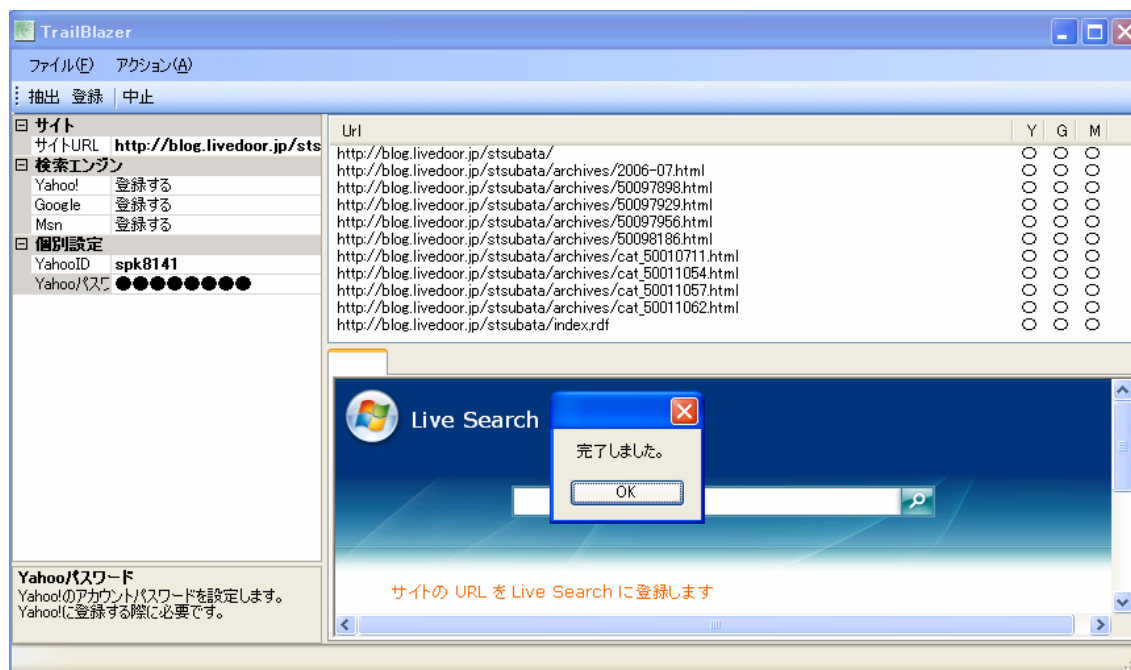 TrailBlazer
ファイル(F) アクション(A)
抽出 登録 中止
サイト
サイトURL http://blog.livedoor.jp/sts
検索エンジン
Yahoo! 登録する
Google 登録する
Msn 登録する
個別設定
YahooID spk8141
Yahooパスワ ●●●●●●●●
Yahooパスワード
Yahoo!のアカウントパスワードを設定します。
Yahoo!に登録する際に必要です。
Url Y G M
http://blog.livedoor.jp/stsubata/ ○ ○ ○
http://blog.livedoor.jp/stsubata/archives/2006-07.html ○ ○ ○
http://blog.livedoor.jp/stsubata/archives/50097898.html ○ ○ ○
http://blog.livedoor.jp/stsubata/archives/50097929.html ○ ○ ○
http://blog.livedoor.jp/stsubata/archives/50097956.html ○ ○ ○
http://blog.livedoor.jp/stsubata/archives/50098186.html ○ ○ ○
http://blog.livedoor.jp/stsubata/archives/cat_50010711.html ○ ○ ○
http://blog.livedoor.jp/stsubata/archives/cat_50011054.html ○ ○ ○
http://blog.livedoor.jp/stsubata/archives/cat_50011057.html ○ ○ ○
http://blog.livedoor.jp/stsubata/archives/cat_50011062.html ○ ○ ○
http://blog.livedoor.jp/stsubata/index.rdf ○ ○ ○
Live Search
完了しました。
OK
サイトの URL を Live Search に登録します